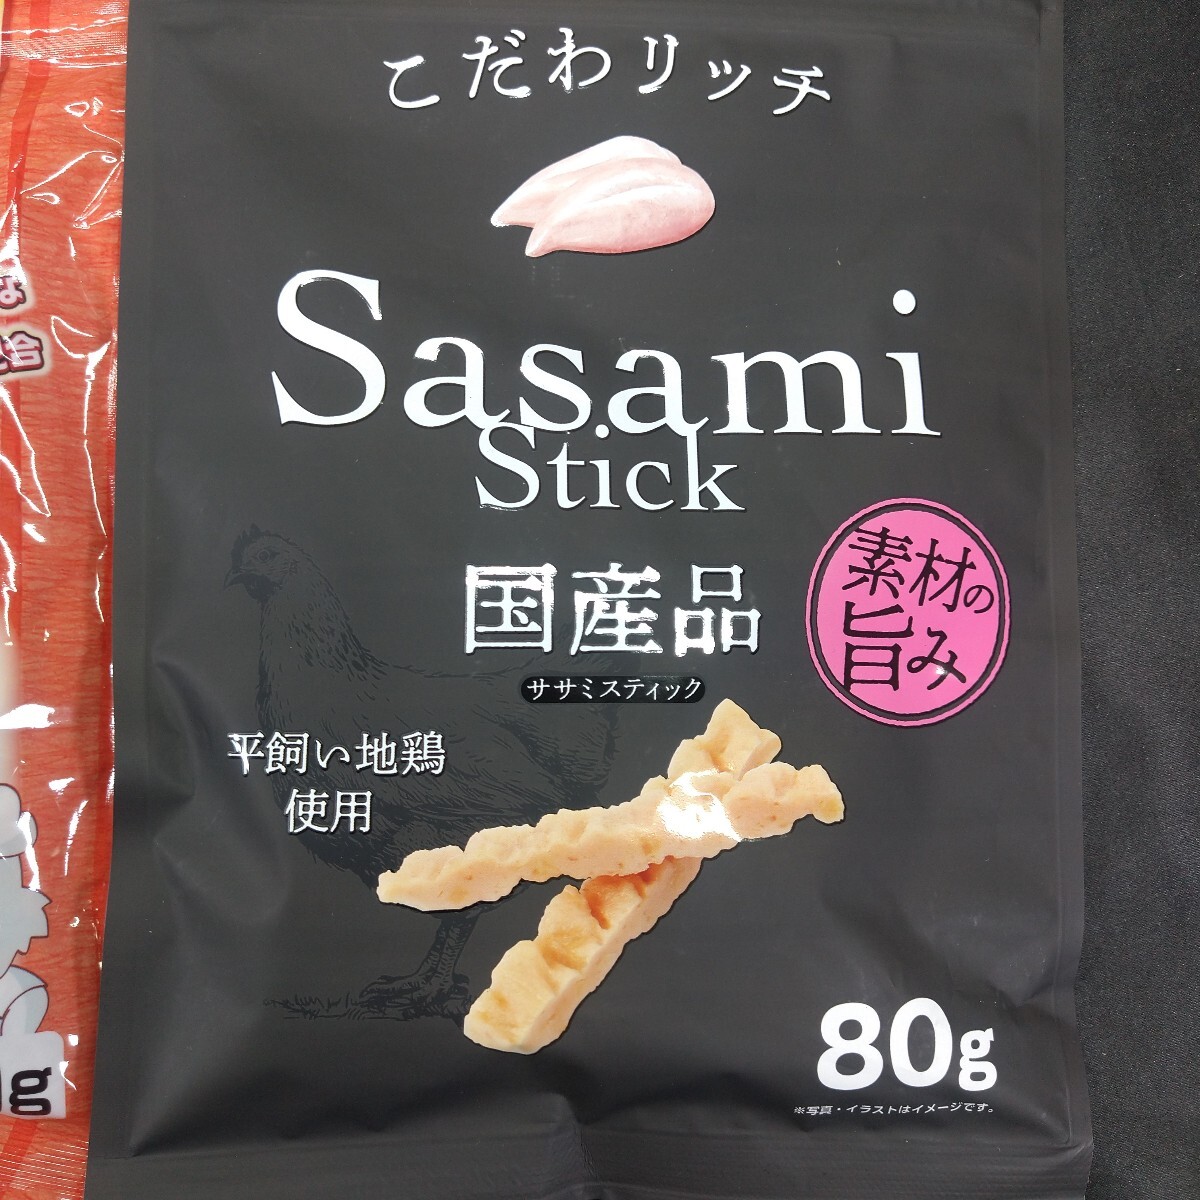 こだわリッチ
Sasami
Stick
国産品
ササミスティック
素材の
旨み
平飼い地鶏
使用
80g
※写真・イラストはイメージです。
な
合
g